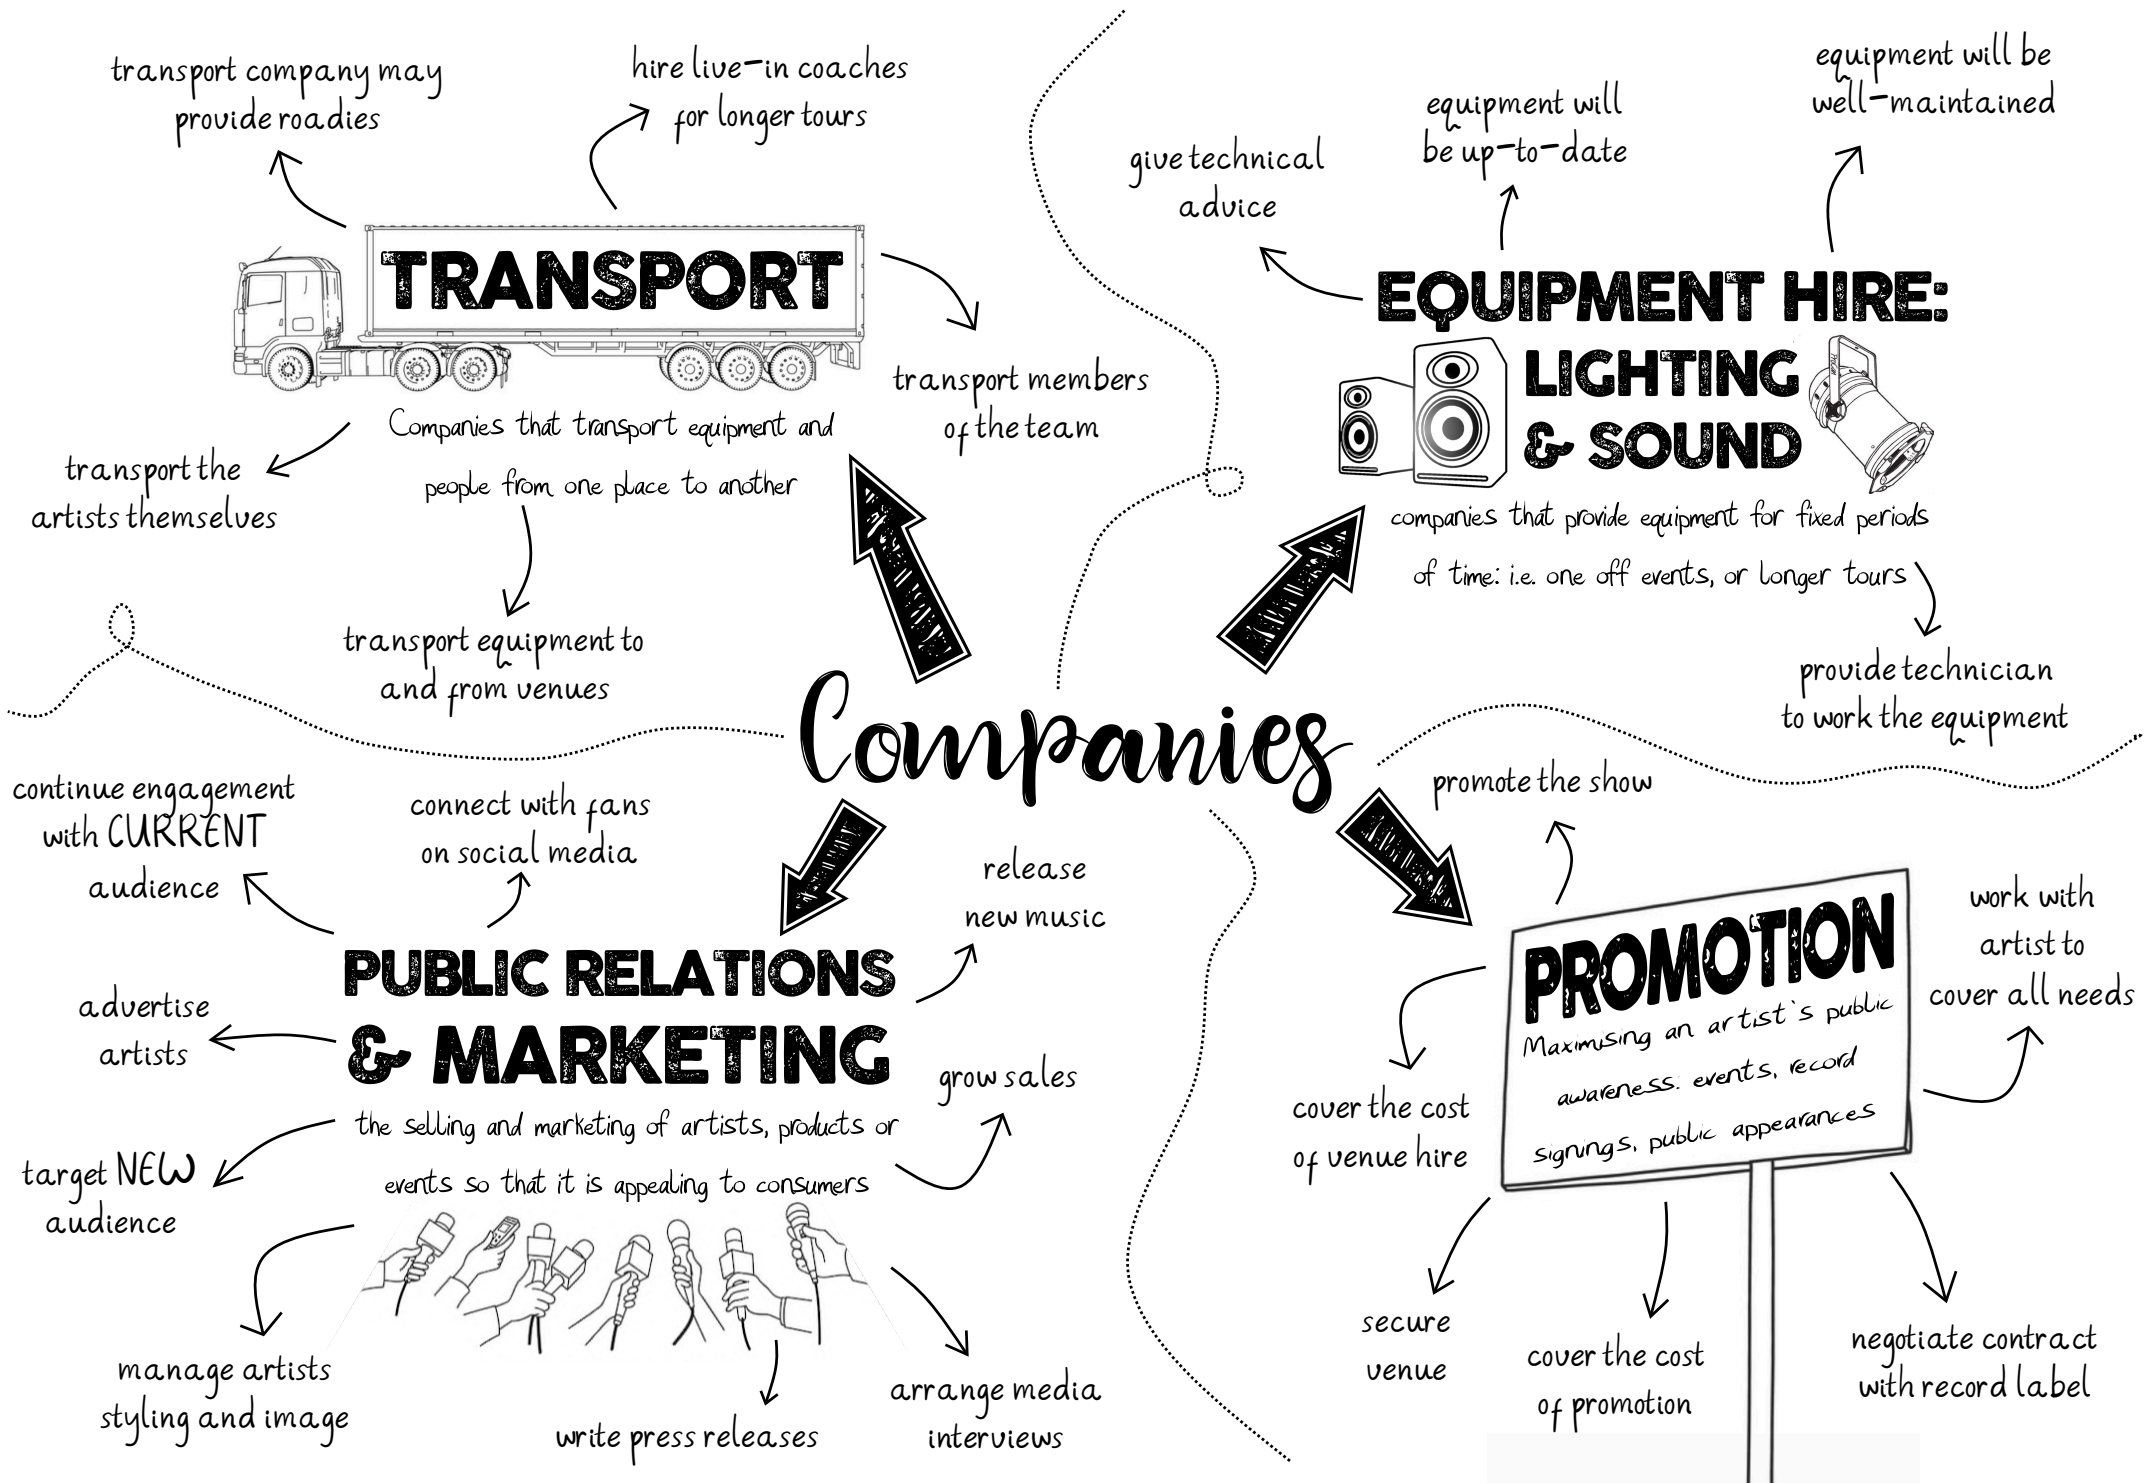 transport company may
provide roadies
hire live-in coaches
for longer tours
TRANSPORT
Companies that transport equipment and
people from one place to another
transport members
of the team
transport the
artists themselves
transport equipment to
and from venues
give technical
advice
equipment will
be up-to-date
equipment will be
well-maintained
EQUIPMENT HIRE:
LIGHTING
& SOUND
companies that provide equipment for fixed periods
of time: i.e. one off events, or longer tours
provide technician
to work the equipment
Companies
continue engagement
with CURRENT
audience
connect with fans
on social media
release
new music
PUBLIC RELATIONS
& MARKETING
the selling and marketing of artists, products or
events so that it is appealing to consumers
advertise
artists
grow sales
target NEW
audience
manage artists
styling and image
write press releases
arrange media
interviews
promote the show
PROMOTION
Maximising an artist's public
awareness: events, record
signings, public appearances
work with
artist to
cover all needs
cover the cost
of venue hire
secure
venue
cover the cost
of promotion
negotiate contract
with record label